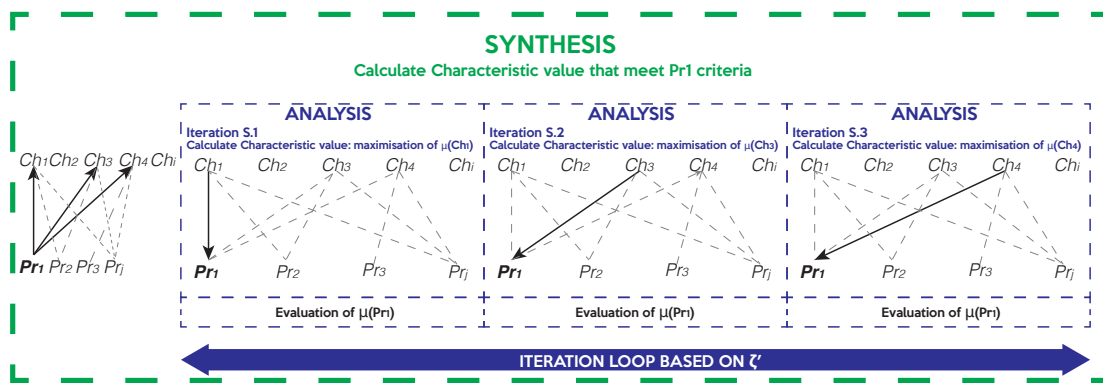 SYNTHESIS
Calculate Characteristic value that meet Pr1 criteria
Ch1 Ch2 Ch3 Ch4 Chi
Pr1 Pr2 Pr3 Prj
ANALYSIS
Iteration S.1
Calculate Characteristic value: maximisation of μ(Ch1)
Ch1 Ch2 Ch3 Ch4 Chi
Pr1 Pr2 Pr3 Prj
Evaluation of μ(Pr1)
ANALYSIS
Iteration S.2
Calculate Characteristic value: maximisation of μ(Ch3)
Ch1 Ch2 Ch3 Ch4 Chi
Pr1 Pr2 Pr3 Prj
Evaluation of μ(Pr1)
ANALYSIS
Iteration S.3
Calculate Characteristic value: maximisation of μ(Ch4)
Ch1 Ch2 Ch3 Ch4 Chi
Pr1 Pr2 Pr3 Prj
Evaluation of μ(Pr1)
ITERATION LOOP BASED ON ζ'